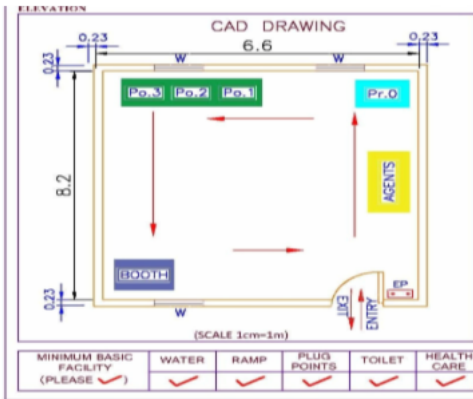 ELEVATION
CAD DRAWING
0.23
6.6
0.23
W
W
0.23
Po.3 Po.2 Po.1
Pr.O
8.2
AGENTS
BOOTH
EP
0.23
W
EXIT
ENTRY
(SCALE 1cm=1m)
MINIMUM BASIC FACILITY (PLEASE ✓)
WATER
RAMP
PLUG POINTS
TOILET
HEALTH CARE
✓ ✓ ✓ ✓ ✓